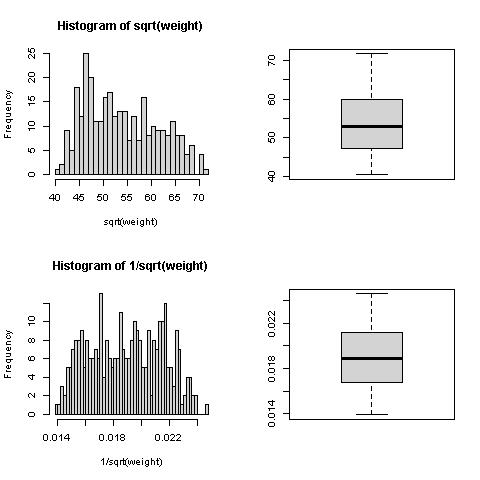 Histogram of sqrt(weight)
Frequency
0 5 10 15 20 25
40 45 50 55 60 65 70
sqrt(weight)
40 50 60 70
Histogram of 1/sqrt(weight)
Frequency
0 2 4 6 8 10
0.014 0.018 0.022
1/sqrt(weight)
0.014 0.018 0.022